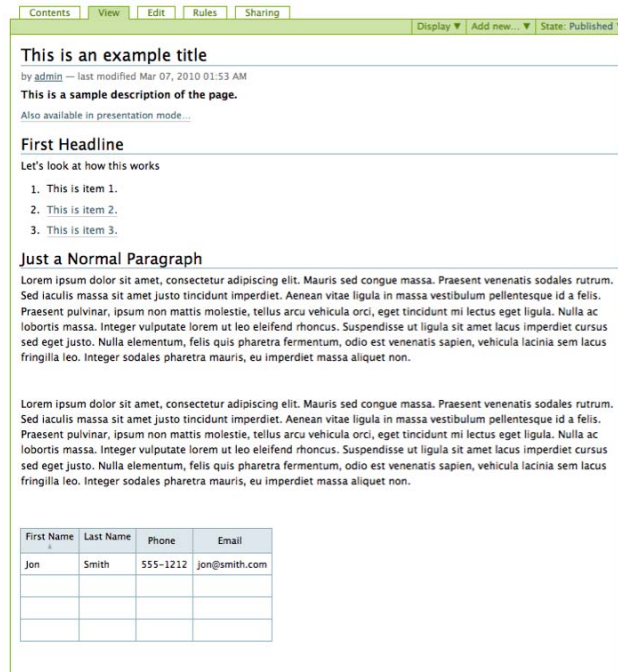 Contents View Edit Rules Sharing
Display ▼ Add new... ▼ State: Published
This is an example title
by admin — last modified Mar 07, 2010 01:53 AM
This is a sample description of the page.
Also available in presentation mode...
First Headline
Let's look at how this works
1. This is item 1.
2. This is item 2.
3. This is item 3.
Just a Normal Paragraph
Lorem ipsum dolor sit amet, consectetur adipiscing elit. Mauris sed congue massa. Praesent venenatis sodales rutrum.
Sed iaculis massa sit amet justo tincidunt imperdiet. Aenean vitae ligula in massa vestibulum pellentesque id a felis.
Praesent pulvinar, ipsum non mattis molestie, tellus arcu vehicula orci, eget tincidunt mi lectus eget ligula. Nulla ac
lobortis massa. Integer vulputate lorem ut leo eleifend rhoncus. Suspendisse ut ligula sit amet lacus imperdiet cursus
sed eget justo. Nulla elementum, felis quis pharetra fermentum, odio est venenatis sapien, vehicula lacinia sem lacus
fringilla leo. Integer sodales pharetra mauris, eu imperdiet massa aliquet non.
Lorem ipsum dolor sit amet, consectetur adipiscing elit. Mauris sed congue massa. Praesent venenatis sodales rutrum.
Sed iaculis massa sit amet justo tincidunt imperdiet. Aenean vitae ligula in massa vestibulum pellentesque id a felis.
Praesent pulvinar, ipsum non mattis molestie, tellus arcu vehicula orci, eget tincidunt mi lectus eget ligula. Nulla ac
lobortis massa. Integer vulputate lorem ut leo eleifend rhoncus. Suspendisse ut ligula sit amet lacus imperdiet cursus
sed eget justo. Nulla elementum, felis quis pharetra fermentum, odio est venenatis sapien, vehicula lacinia sem lacus
fringilla leo. Integer sodales pharetra mauris, eu imperdiet massa aliquet non.
First Name Last Name Phone Email
Jon Smith 555-1212 jon@smith.com